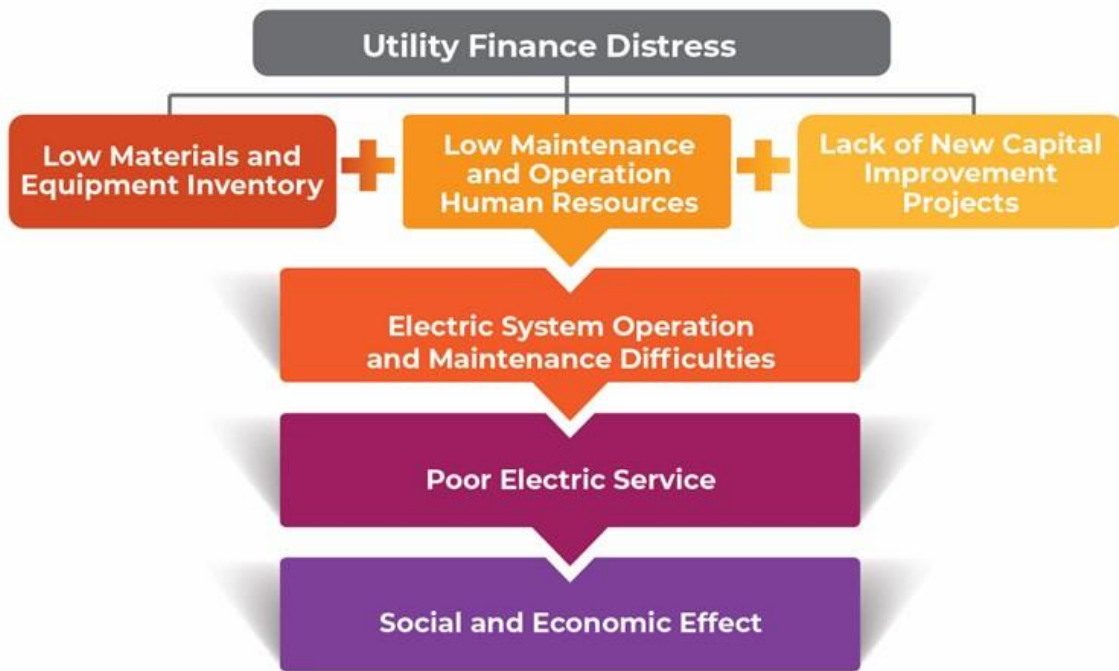 Utility Finance Distress
Low Materials and
Equipment Inventory
Low Maintenance
and Operation
Human Resources
Lack of New Capital
Improvement
Projects
Electric System Operation
and Maintenance Difficulties
Poor Electric Service
Social and Economic Effect